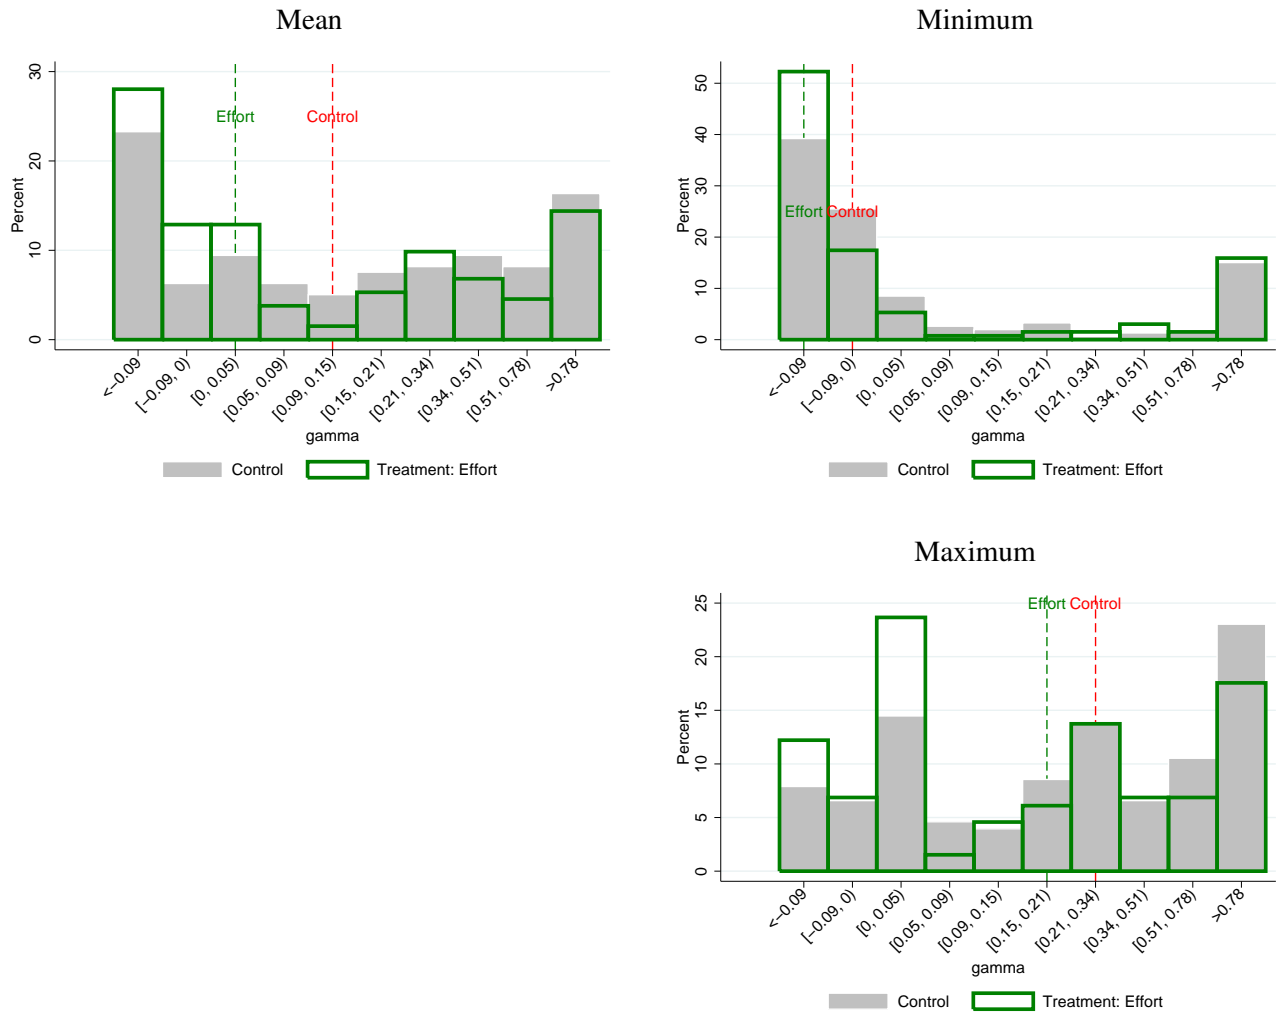 Mean
30
20
10
0
Percent
Effort
Control
<−0.09
[−0.09, 0)
[0, 0.05)
[0.05, 0.09)
[0.09, 0.15)
[0.15, 0.21)
[0.21, 0.34)
[0.34, 0.51)
[0.51, 0.78)
>0.78
gamma
Control
Treatment: Effort
Minimum
50
40
30
20
10
0
Percent
Effort
Control
<−0.09
[−0.09, 0)
[0, 0.05)
[0.05, 0.09)
[0.09, 0.15)
[0.15, 0.21)
[0.21, 0.34)
[0.34, 0.51)
[0.51, 0.78)
>0.78
gamma
Control
Treatment: Effort
Maximum
25
20
15
10
5
0
Percent
Effort
Control
<−0.09
[−0.09, 0)
[0, 0.05)
[0.05, 0.09)
[0.09, 0.15)
[0.15, 0.21)
[0.21, 0.34)
[0.34, 0.51)
[0.51, 0.78)
>0.78
gamma
Control
Treatment: Effort